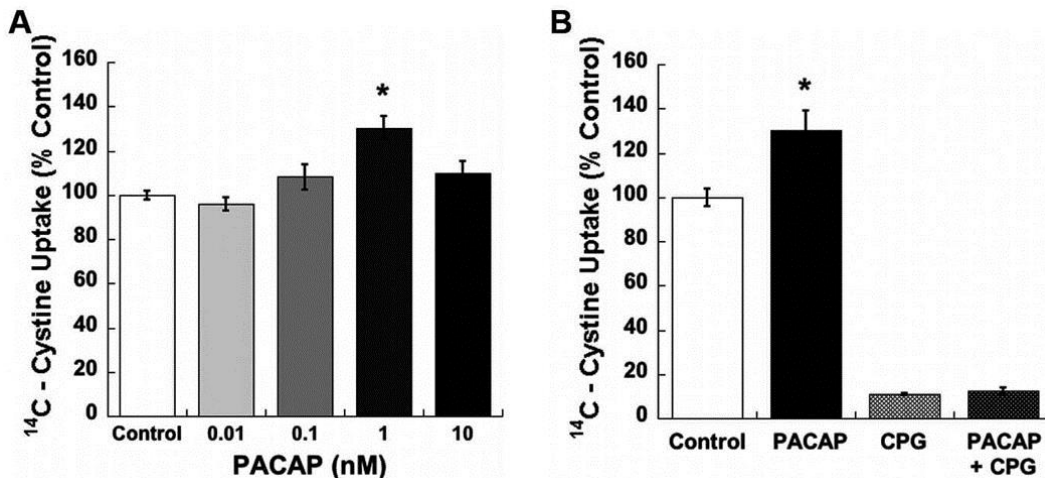 A
14C - Cystine Uptake (% Control)
160
140
120
100
80
60
40
20
0
*
Control 0.01 0.1 1 10
PACAP (nM)
B
14C - Cystine Uptake (% Control)
160
140
120
100
80
60
40
20
0
*
Control PACAP CPG PACAP
+ CPG